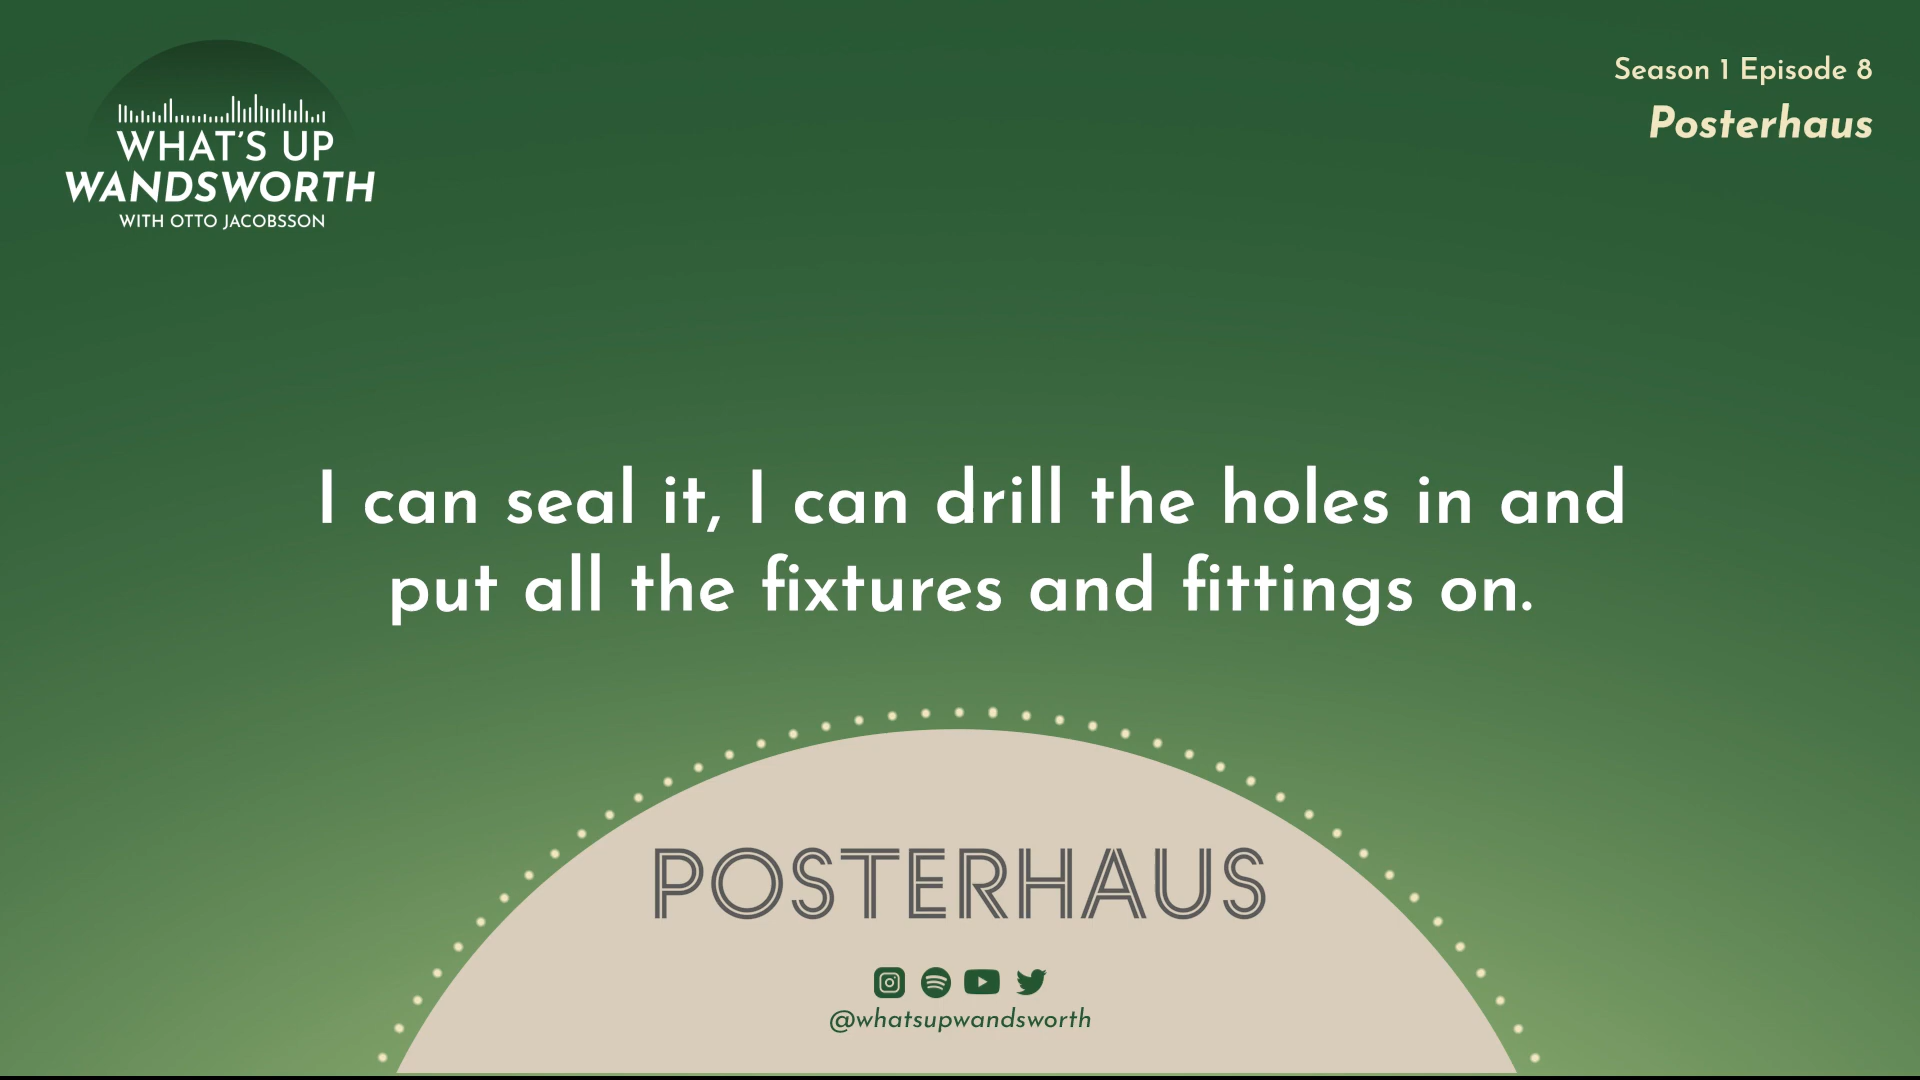 WHAT'S UP
WANDSWORTH
WITH OTTO JACOBSSON
Season 1 Episode 8
Posterhaus
I can seal it, I can drill the holes in and
put all the fixtures and fittings on.
POSTERHAUS
@whatsupwandsworth